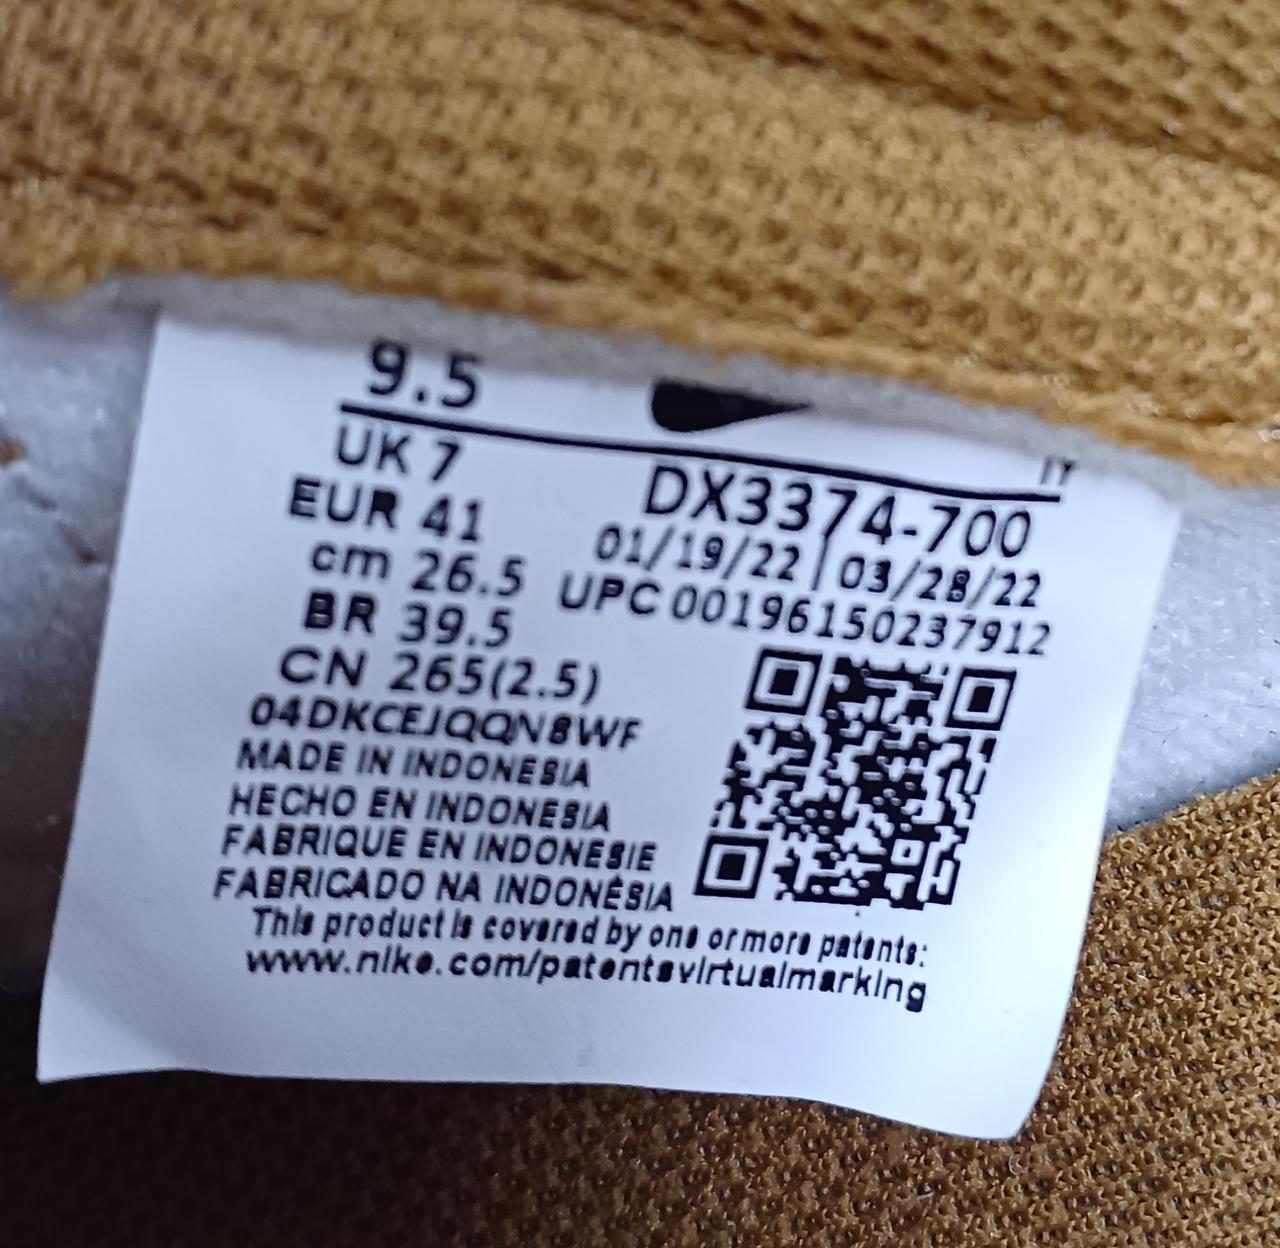 9.5
UK 7
EUR 41
cm 26.5
BR 39.5
CN 265(2.5)
IY
DX3374-700
01/19/22 | 03/28/22
UPC 00196150237912
04DKCEJQQN8WF
MADE IN INDONESIA
HECHO EN INDONESIA
FABRIQUE EN INDONESIE
FABRICADO NA INDONÉSIA
This product is covered by one or more patents:
www.nike.com/patentsvirtualmarking